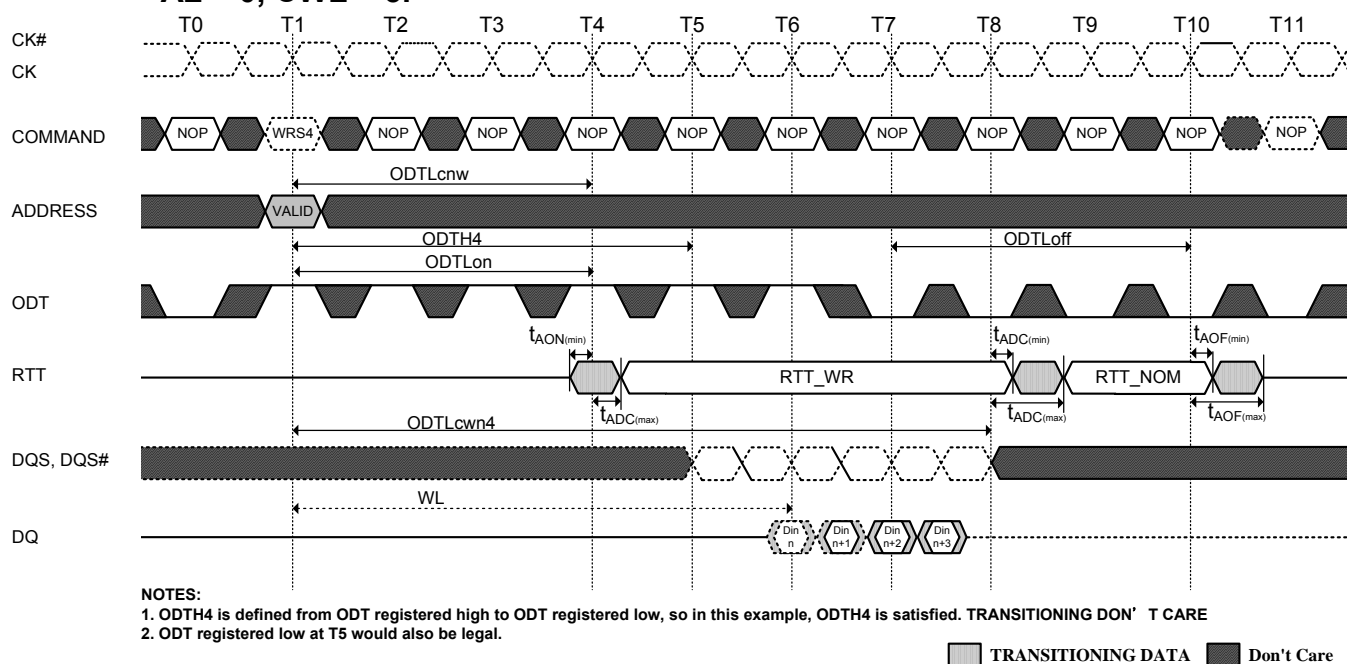 T0 T1 T2 T3 T4 T5 T6 T7 T8 T9 T10 T11
CK#
CK
COMMAND NOP WRS4 NOP NOP NOP NOP NOP NOP NOP NOP NOP NOP
ODTLcnw
ADDRESS VALID
ODTH4 ODTLoff
ODTLon
ODT
tAON(min) tADC(min) tAOF(min)
RTT RTT_WR RTT_NOM
tADC(max) tADC(max) tAOF(max)
ODTLcwn4
DQS, DQS#
WL
DQ Din n Din n+1 Din n+2 Din n+3
NOTES:
1. ODTH4 is defined from ODT registered high to ODT registered low, so in this example, ODTH4 is satisfied. TRANSITIONING DON' T CARE
2. ODT registered low at T5 would also be legal.
TRANSITIONING DATA Don't Care